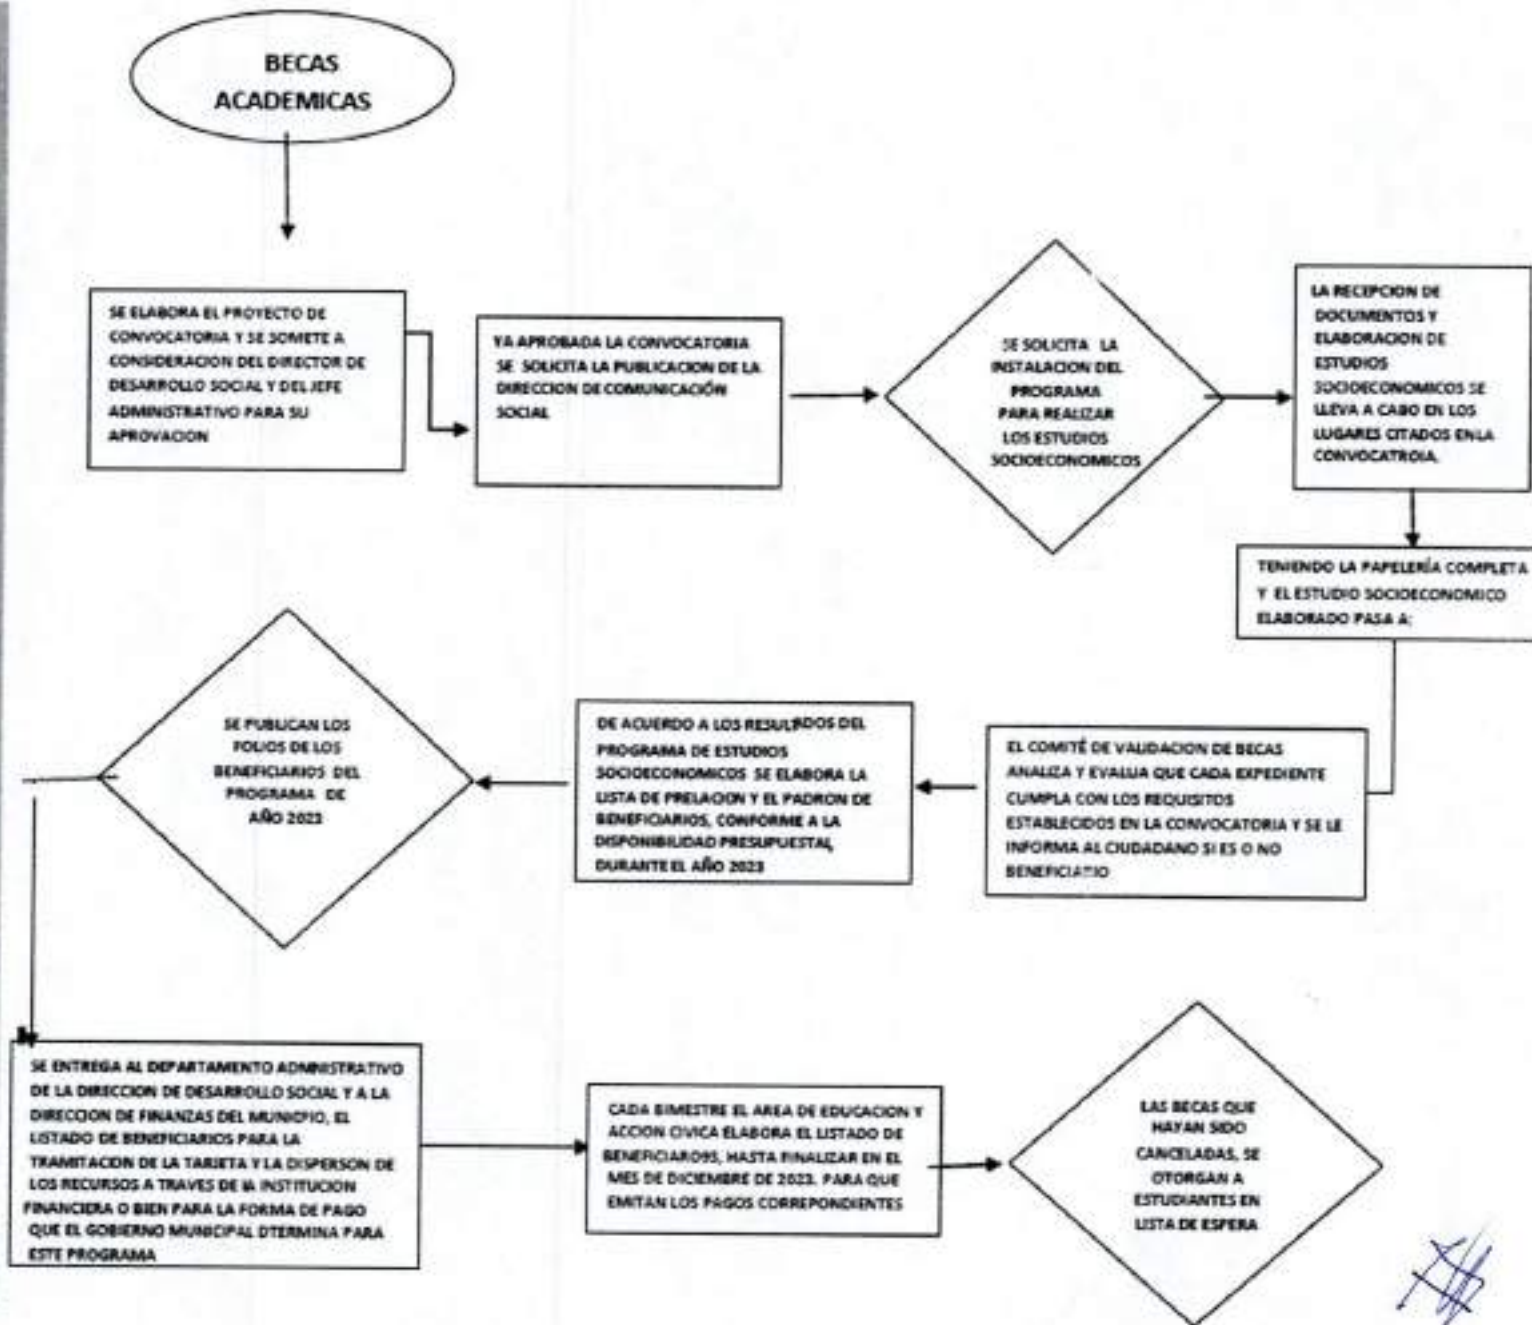 BECAS
ACADEMICAS
SE ELABORA EL PROYECTO DE
CONVOCATORIA Y SE SOMETE A
CONSIDERACION DEL DIRECTOR DE
DESARROLLO SOCIAL Y DEL JEFE
ADMINISTRATIVO PARA SU
APROVACION
YA APROBADA LA CONVOCATORIA
SE SOLICITA LA PUBLICACION DE LA
DIRECCION DE COMUNICACIÓN
SOCIAL
SE SOLICITA LA
INSTALACION DEL
PROGRAMA
PARA REALIZAR
LOS ESTUDIOS
SOCIOECONOMICOS
LA RECEPCION DE
DOCUMENTOS Y
ELABORACION DE
ESTUDIOS
SOCIOECONOMICOS SE
LLEVA A CABO EN LOS
LUGARES CITADOS ENLA
CONVOCATROIA.
TENIENDO LA PAPELERÍA COMPLETA
Y EL ESTUDIO SOCIOECONOMICO
ELABORADO PASA A:
EL COMITÉ DE VALIDACION DE BECAS
ANALIZA Y EVALUA QUE CADA EXPEDIENTE
CUMPLA CON LOS REQUISITOS
ESTABLECIDOS EN LA CONVOCATORIA Y SE LE
INFORMA AL CIUDADANO SI ES O NO
BENEFICIATIO
DE ACUERDO A LOS RESULTADOS DEL
PROGRAMA DE ESTUDIOS
SOCIOECONOMICOS SE ELABORA LA
LISTA DE PRELACION Y EL PADRON DE
BENEFICIARIOS, CONFORME A LA
DISPONIBILIDAD PRESUPUESTAL,
DURANTE EL AÑO 2023
SE PUBLICAN LOS
FOLIOS DE LOS
BENEFICIARIOS DEL
PROGRAMA DE
AÑO 2023
SE ENTREGA AL DEPARTAMENTO ADMNISTRATIVO
DE LA DIRECCION DE DESARROLLO SOCIAL Y A LA
DIRECCION DE FINANZAS DEL MUNICPIO, EL
LISTADO DE BENEFICIARIOS PARA LA
TRAMITACION DE LA TARJETA Y LA DISPERSON DE
LOS RECURSOS A TRAVES DE LA INSTITUCION
FINANCIERA O BIEN PARA LA FORMA DE PAGO
QUE EL GOBIERNO MUNICIPAL DTERMINA PARA
ESTE PROGRAMA
CADA BIMESTRE EL AREA DE EDUCACION Y
ACCION CIVICA ELABORA EL LISTADO DE
BENEFICIARO9S, HASTA FINALIZAR EN EL
MES DE DICIEMBRE DE 2023. PARA QUE
EMITAN LOS PAGOS CORREPONDIENTES
LAS BECAS QUE
HAYAN SIDO
CANCELADAS, SE
OTORGAN A
ESTUDIANTES EN
LISTA DE ESPERA